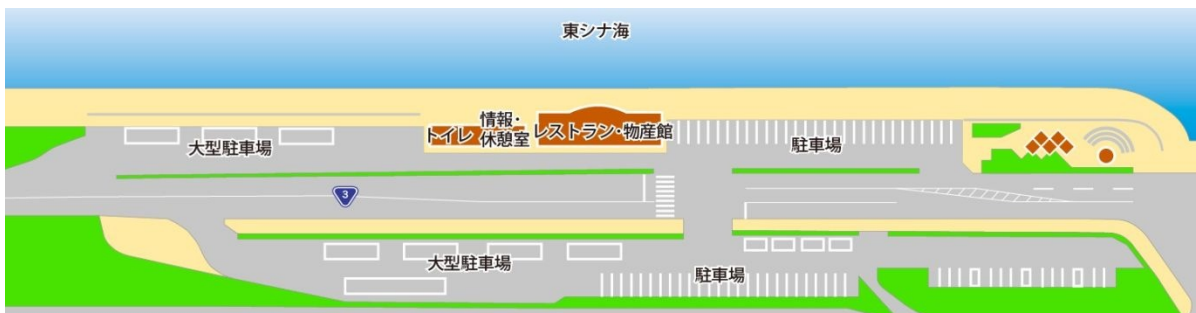 東シナ海
トイレ
情報・
休憩室
レストラン・物産館
大型駐車場
駐車場
3
大型駐車場
駐車場